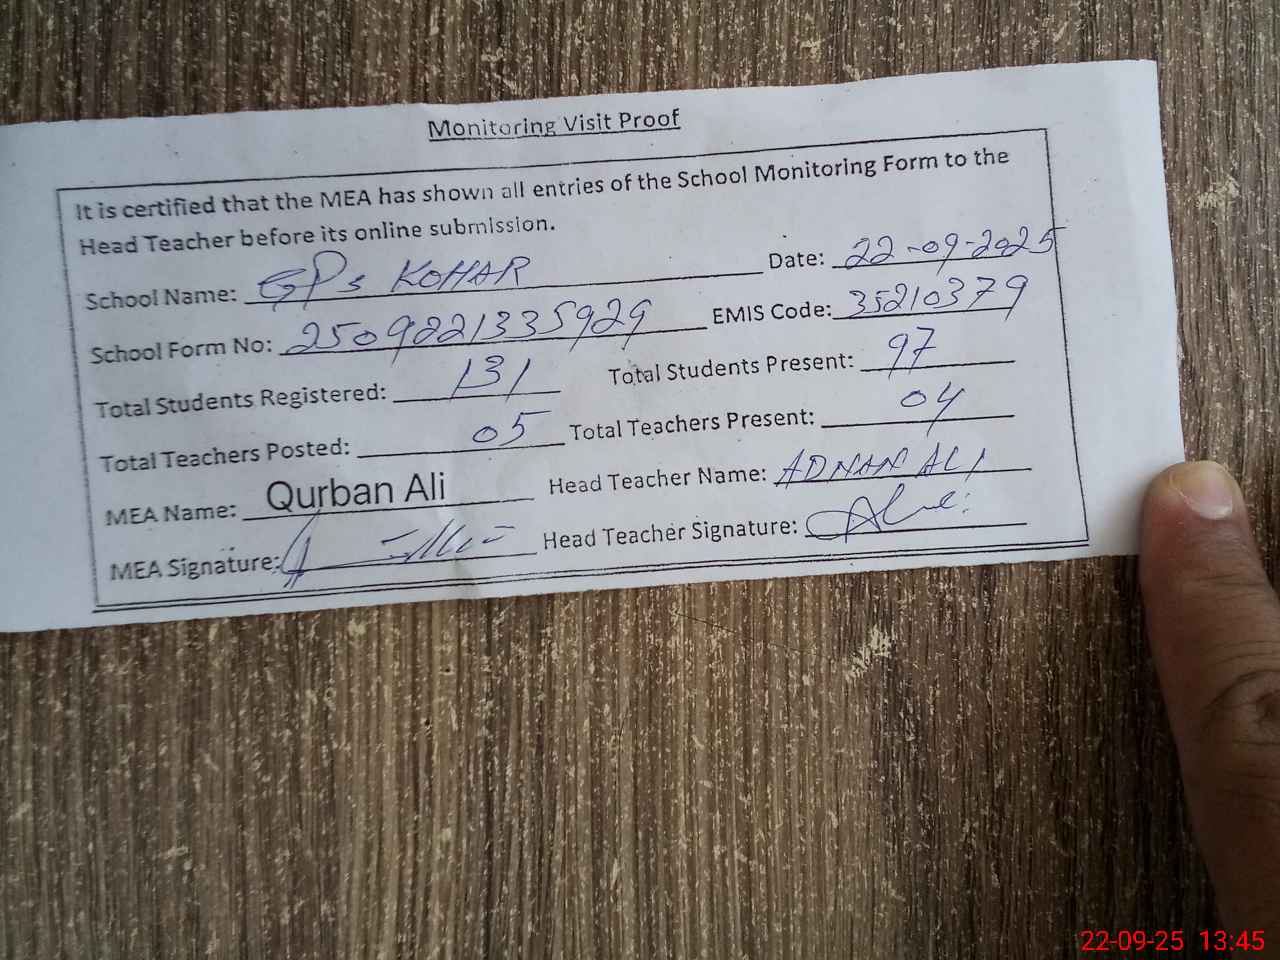 Monitoring Visit Proof
It is certified that the MEA has shown all entries of the School Monitoring Form to the
Head Teacher before its online submission.
School Name: GPS KOHAR Date: 22-09-2025
School Form No: 2509221335929 EMIS Code: 35210379
Total Students Registered: 131 Total Students Present: 97
Total Teachers Posted: 05 Total Teachers Present: 04
MEA Name: Qurban Ali Head Teacher Name: ADNAN ALI
MEA Signature: Head Teacher Signature:
22-09-25 13:45